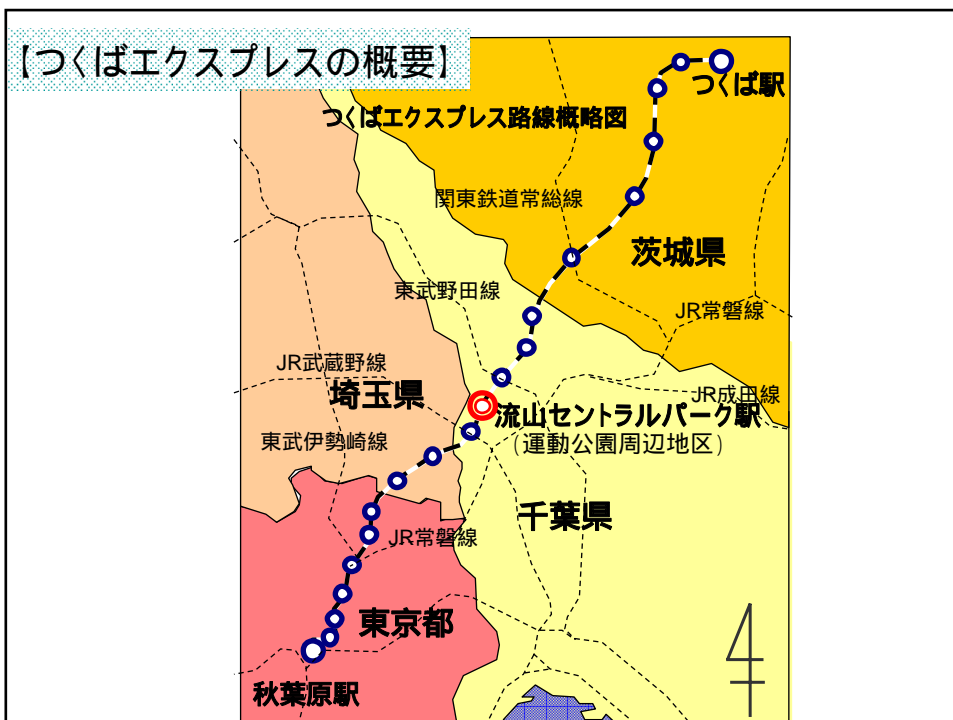 【つくばエクスプレスの概要】
つくば駅
つくばエクスプレス路線概略図
関東鉄道常総線
茨城県
東武野田線
JR常磐線
JR武蔵野線
埼玉県
JR成田線
流山セントラルパーク駅
(運動公園周辺地区)
東武伊勢崎線
千葉県
JR常磐線
東京都
秋葉原駅